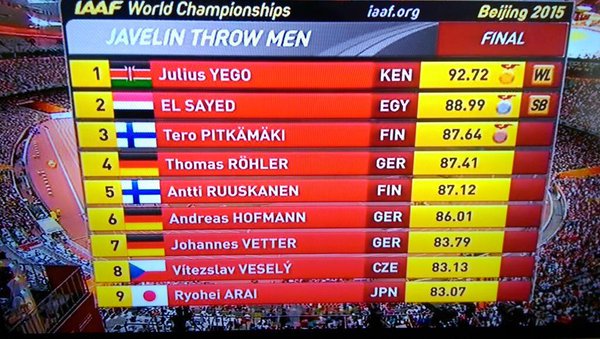 IAAF World Championships iaaf.org Beijing 2015
JAVELIN THROW MEN FINAL
1 Julius YEGO KEN 92.72 WL
2 EL SAYED EGY 88.99 SB
3 Tero PITKÄMÄKI FIN 87.64
4 Thomas RÖHLER GER 87.41
5 Antti RUUSKANEN FIN 87.12
6 Andreas HOFMANN GER 86.01
7 Johannes VETTER GER 83.79
8 Vítezslav VESELÝ CZE 83.13
9 Ryohei ARAI JPN 83.07